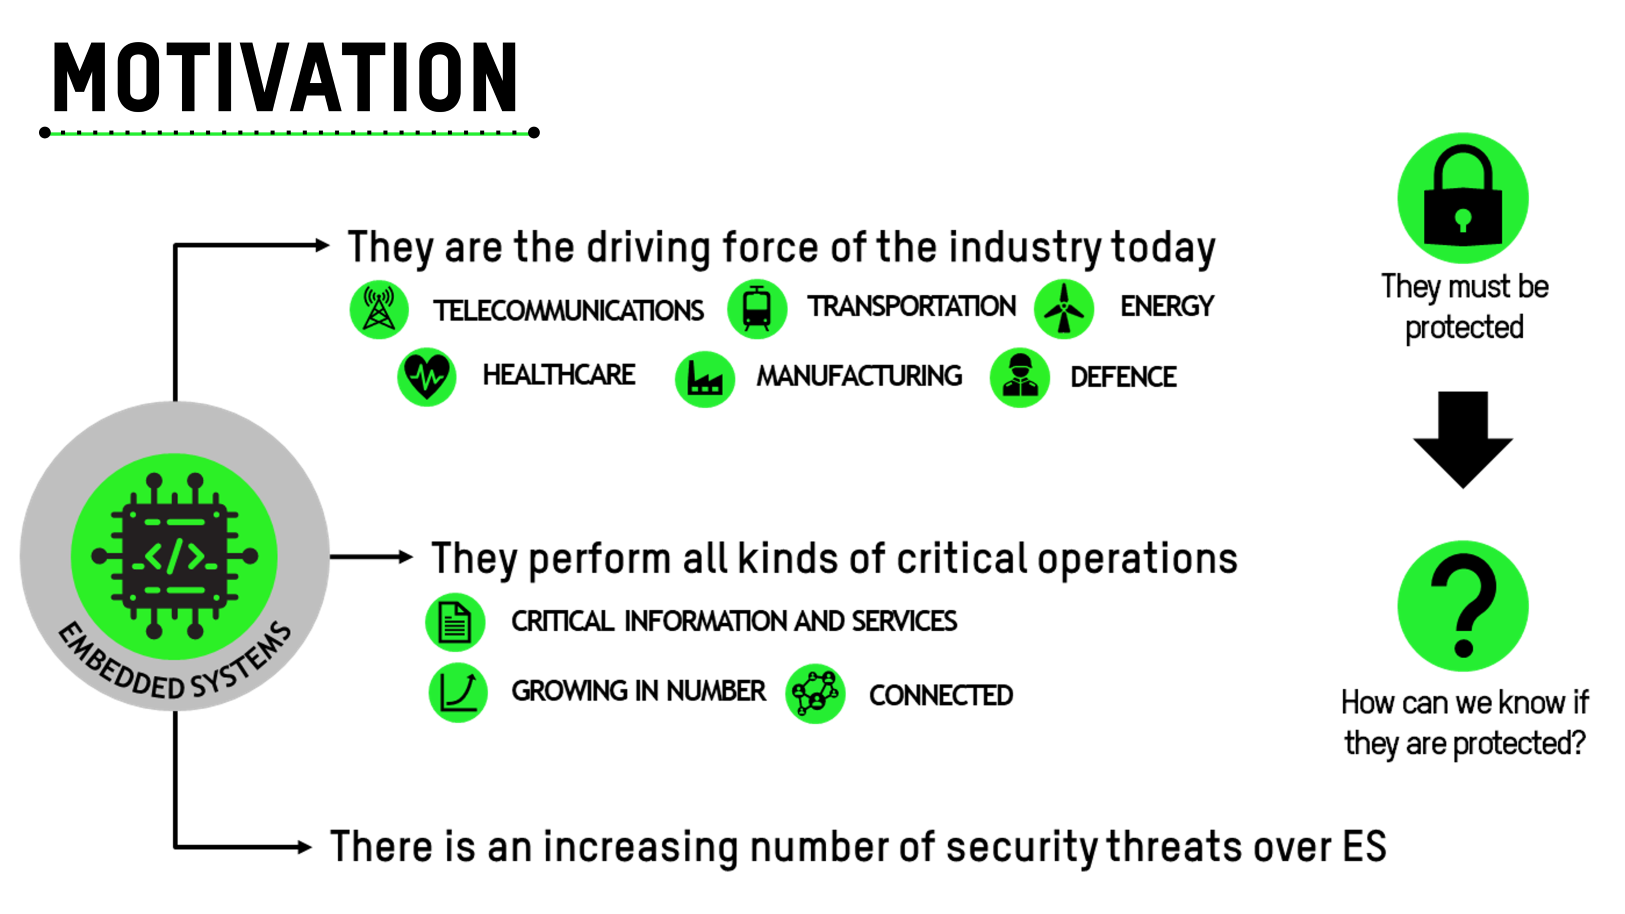 MOTIVATION
They are the driving force of the industry today
TELECOMMUNICATIONS
TRANSPORTATION
ENERGY
HEALTHCARE
MANUFACTURING
DEFENCE
</>
EMBEDDED SYSTEMS
They perform all kinds of critical operations
CRITICAL INFORMATION AND SERVICES
GROWING IN NUMBER
CONNECTED
There is an increasing number of security threats over ES
They must be
protected
?
How can we know if
they are protected?